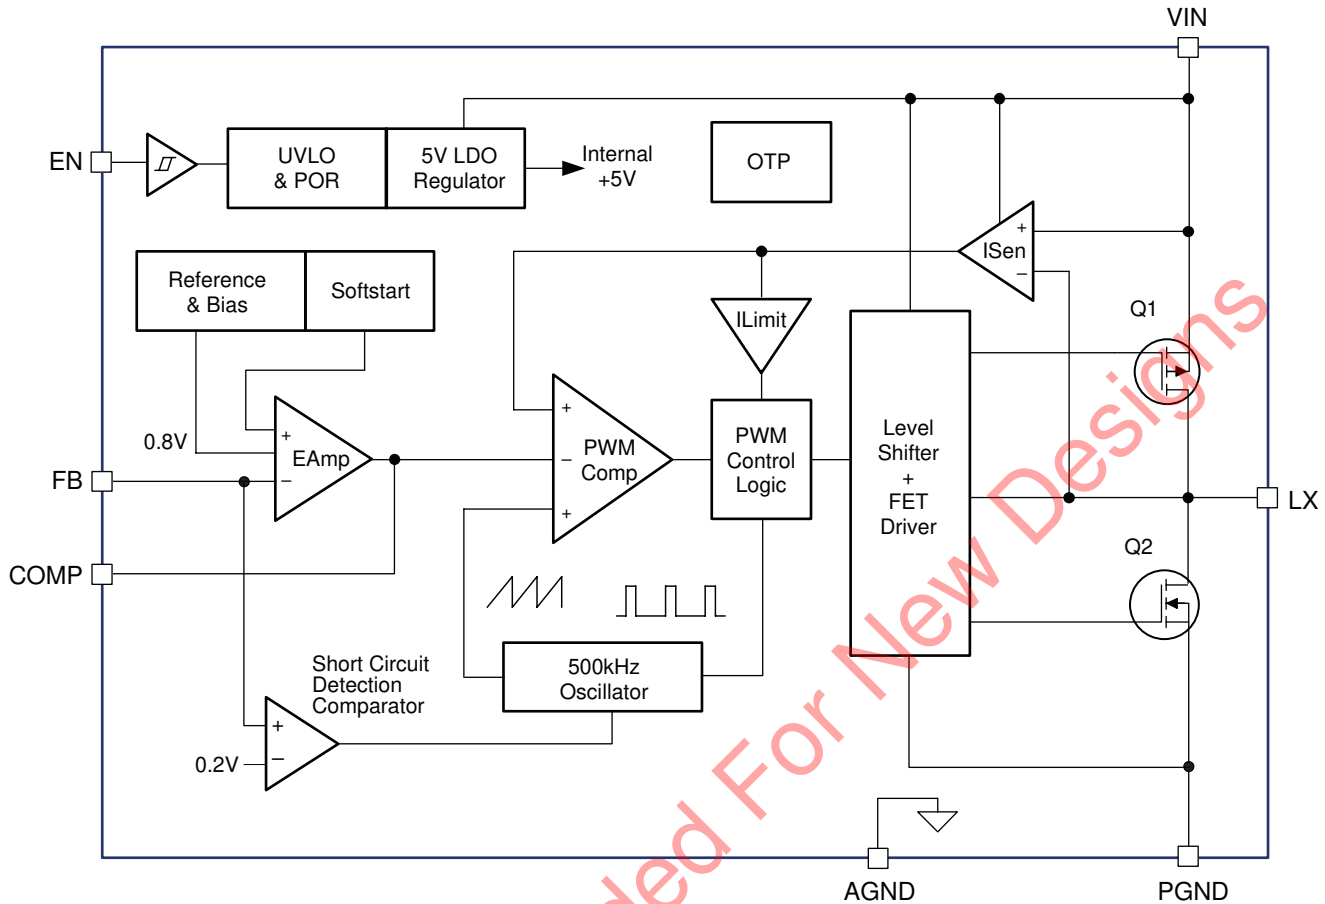 VIN
EN
UVLO
& POR
5V LDO
Regulator
Internal
+5V
OTP
+
ISen
−
Reference
& Bias
Softstart
ILimit
Q1
0.8V
+
EAmp
−
FB
+
−
PWM
Comp
+
PWM
Control
Logic
Level
Shifter
+
FET
Driver
LX
Q2
COMP
500kHz
Oscillator
Short Circuit
Detection
Comparator
+
0.2V
−
AGND
PGND
For New Designs